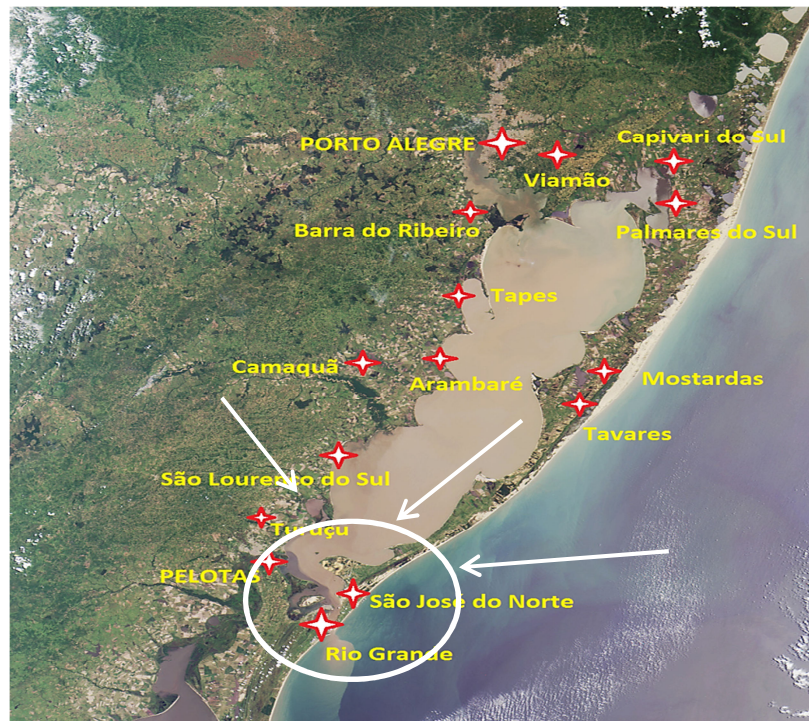 PORTO ALEGRE
Capivari do Sul
Viamão
Barra do Ribeiro
Palmares do Sul
Tapes
Camaquã
Arambaré
Mostardas
Tavares
São Lourenço do Sul
Turuçu
PELOTAS
São José do Norte
Rio Grande